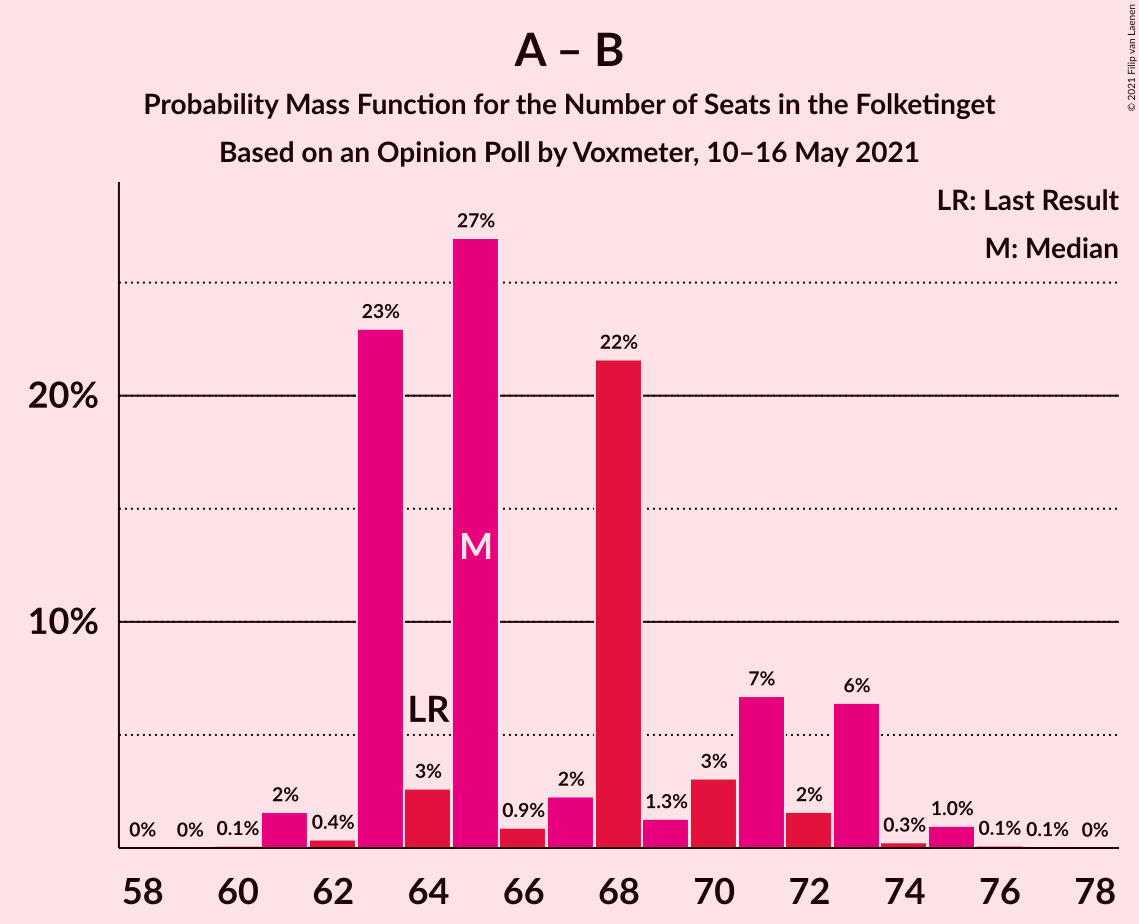 © 2021 Filip van Laenen
A – B
Probability Mass Function for the Number of Seats in the Folketinget
Based on an Opinion Poll by Voxmeter, 10–16 May 2021
LR: Last Result
M: Median
20%
10%
0%
0%
0.1%
2%
0.4%
23%
LR
3%
27%
M
0.9%
2%
22%
1.3%
3%
7%
2%
6%
0.3%
1.0%
0.1%
0.1%
0%
58 60 62 64 66 68 70 72 74 76 78